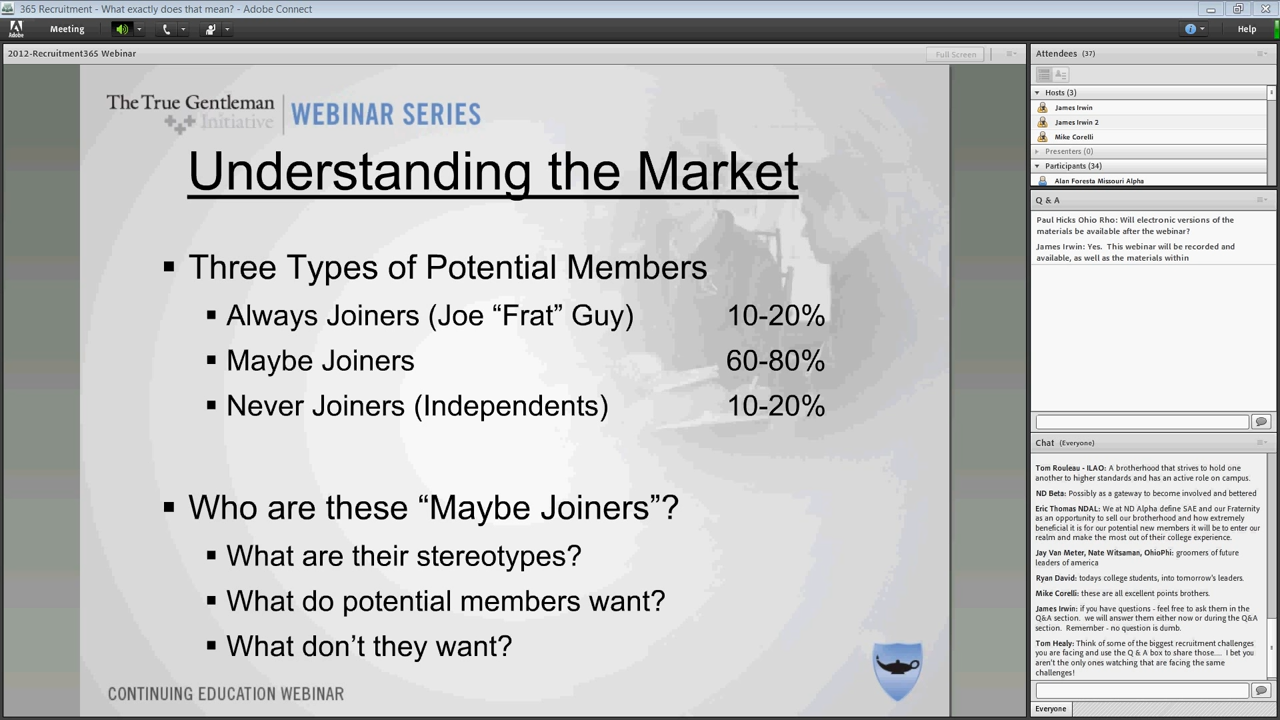 365 Recruitment - What exactly does that mean? - Adobe Connect
Adobe
Meeting
Help
2012-Recruitment365 Webinar
Full Screen
The True Gentleman
Initiative
WEBINAR SERIES
Understanding the Market
Three Types of Potential Members
Always Joiners (Joe “Frat” Guy) 10-20%
Maybe Joiners 60-80%
Never Joiners (Independents) 10-20%
Who are these “Maybe Joiners”?
What are their stereotypes?
What do potential members want?
What don’t they want?
CONTINUING EDUCATION WEBINAR
Attendees (37)
Hosts (3)
James Irwin
James Irwin 2
Mike Corelli
Presenters (0)
Participants (34)
Alan Foresta Missouri Alpha
Q & A
Paul Hicks Ohio Rho: Will electronic versions of the
materials be available after the webinar?
James Irwin: Yes. This webinar will be recorded and
available, as well as the materials within
Chat (Everyone)
Tom Rouleau - ILAO: A brotherhood that strives to hold one
another to higher standards and has an active role on campus.
ND Beta: Possibly as a gateway to become involved and bettered
Eric Thomas NDAL: We at ND Alpha define SAE and our Fraternity
as an opportunity to sell our brotherhood and how extremely
beneficial it is for our potential new members it will be to enter our
realm and make the most out of their college experience.
Jay Van Meter, Nate Witsaman, OhioPhi: groomers of future
leaders of america
Ryan David: todays college students, into tomorrow’s leaders.
Mike Corelli: these are all excellent points brothers.
James Irwin: if you have questions - feel free to ask them in the
Q&A section. we will answer them either now or during the Q&A
section. Remember - no question is dumb.
Tom Healy: Think of some of the biggest recruitment challenges
you are facing and use the Q & A box to share those.... I bet you
aren't the only ones watching that are facing the same
challenges!
Everyone